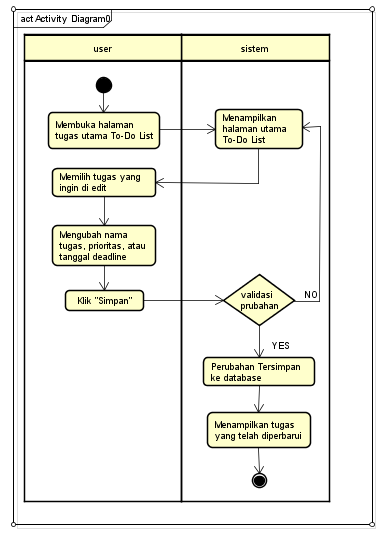 act Activity Diagram0
user
sistem
Membuka halaman
tugas utama To-Do List
Menampilkan
halaman utama
To-Do List
Memilih tugas yang
ingin di edit
Mengubah nama
tugas, prioritas, atau
tanggal deadline
Klik "Simpan"
validasi
prubahan
NO
YES
Perubahan Tersimpan
ke database
Menampilkan tugas
yang telah diperbarui